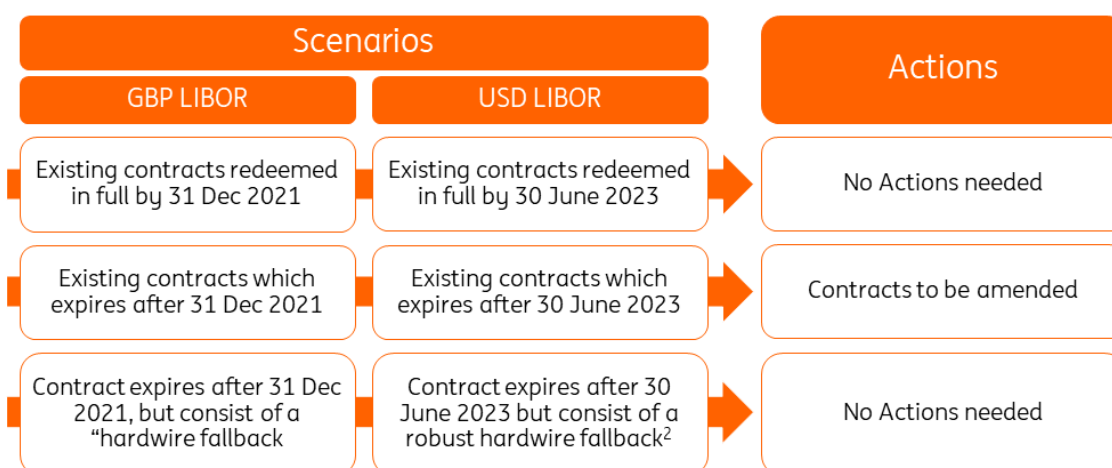 Scenarios
Actions
GBP LIBOR
USD LIBOR
Existing contracts redeemed
in full by 31 Dec 2021
Existing contracts redeemed
in full by 30 June 2023
No Actions needed
Existing contracts which
expires after 31 Dec 2021
Existing contracts which
expires after 30 June 2023
Contracts to be amended
Contract expires after 31 Dec
2021, but consist of a
“hardwire fallback
Contract expires after 30
June 2023 but consist of a
robust hardwire fallback²
No Actions needed